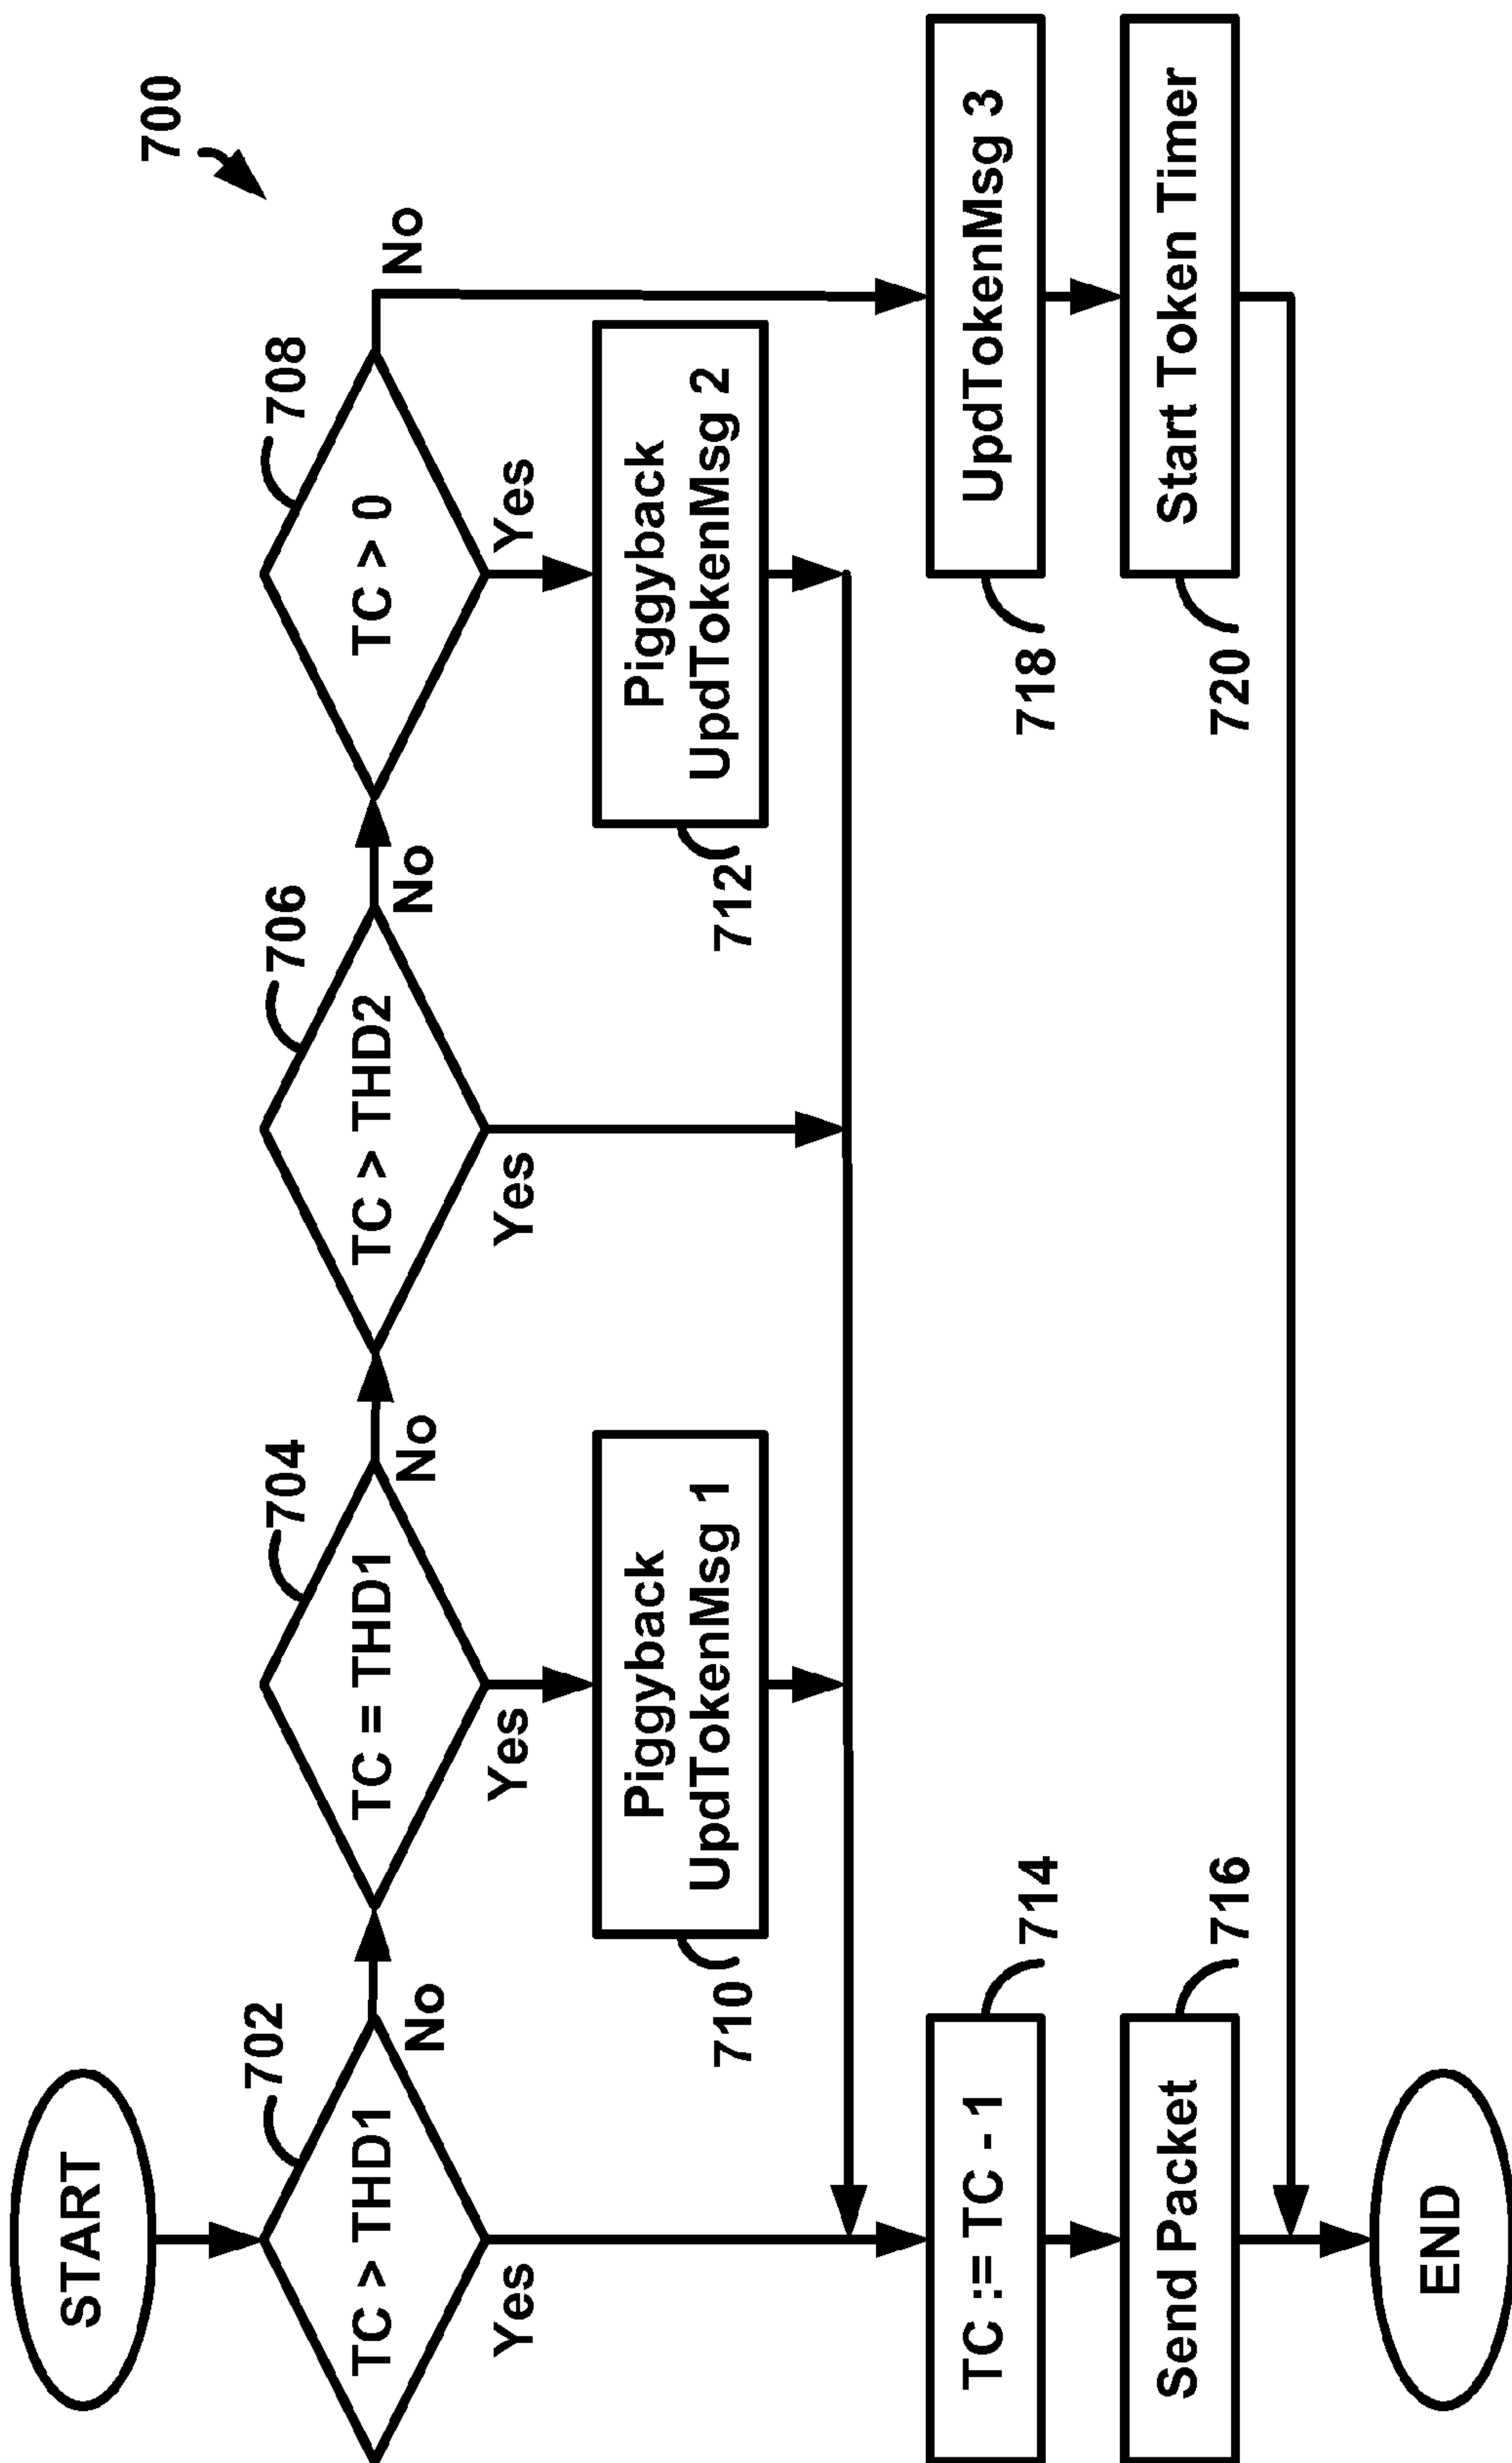 700
START
702
704
706
708
TC > THD1
TC = THD1
TC > THD2
TC > 0
No
No
No
No
Yes
Yes
Yes
Yes
710
Piggyback
UpdTokenMsg 1
712
Piggyback
UpdTokenMsg 2
TC := TC - 1
714
718
UpdTokenMsg 3
Send Packet
716
720
Start Token Timer
END